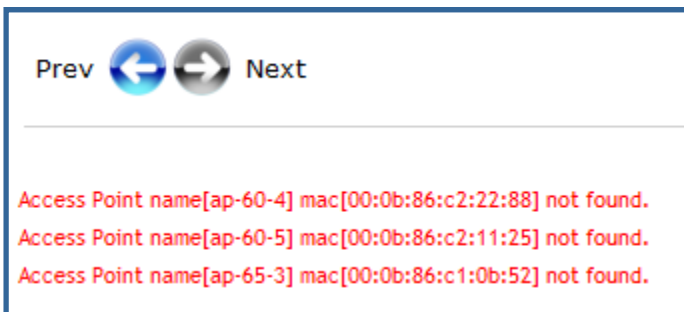 Prev Next
Access Point name[ap-60-4] mac[00:0b:86:c2:22:88] not found.
Access Point name[ap-60-5] mac[00:0b:86:c2:11:25] not found.
Access Point name[ap-65-3] mac[00:0b:86:c1:0b:52] not found.